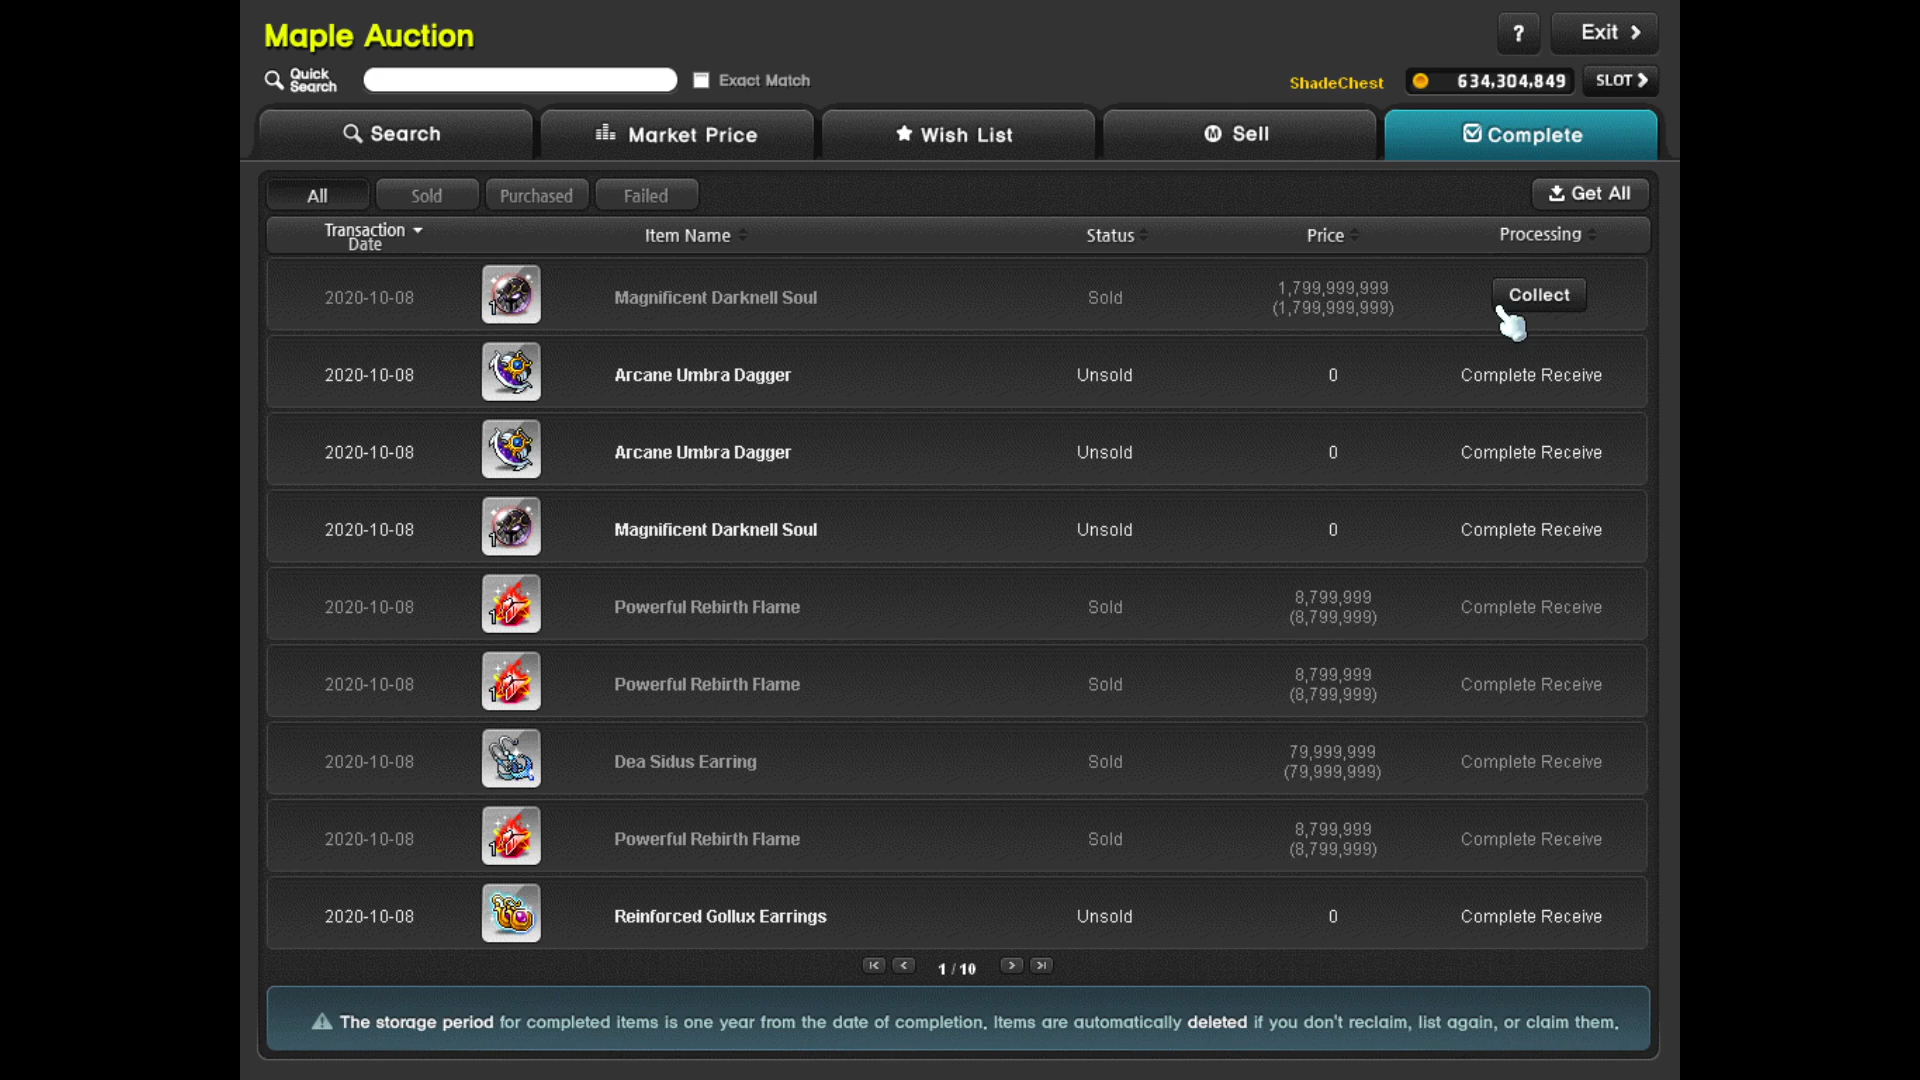 Maple Auction
? Exit >
Quick Search
Exact Match
ShadeChest 634,304,849 SLOT >
Search Market Price Wish List Sell Complete
All Sold Purchased Failed Get All
Transaction Date Item Name Status Price Processing
2020-10-08 1 Magnificent Darknell Soul Sold 1,799,999,999 (1,799,999,999) Collect
2020-10-08 Arcane Umbra Dagger Unsold 0 Complete Receive
2020-10-08 Arcane Umbra Dagger Unsold 0 Complete Receive
2020-10-08 1 Magnificent Darknell Soul Unsold 0 Complete Receive
2020-10-08 1 Powerful Rebirth Flame Sold 8,799,999 (8,799,999) Complete Receive
2020-10-08 1 Powerful Rebirth Flame Sold 8,799,999 (8,799,999) Complete Receive
2020-10-08 Dea Sidus Earring Sold 79,999,999 (79,999,999) Complete Receive
2020-10-08 1 Powerful Rebirth Flame Sold 8,799,999 (8,799,999) Complete Receive
2020-10-08 Reinforced Gollux Earrings Unsold 0 Complete Receive
1 / 10
The storage period for completed items is one year from the date of completion. Items are automatically deleted if you don't reclaim, list again, or claim them.